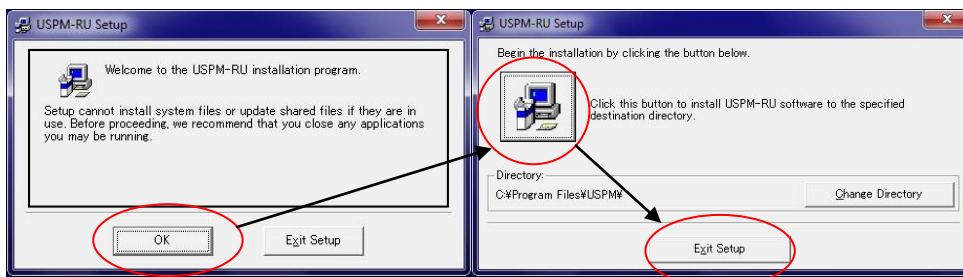 USPM-RU Setup
Welcome to the USPM-RU installation program.
Setup cannot install system files or update shared files if they are in
use. Before proceeding, we recommend that you close any applications
you may be running.
OK
Exit Setup
USPM-RU Setup
Begin the installation by clicking the button below.
Click this button to install USPM-RU software to the specified
destination directory.
Directory:
C:¥Program Files¥USPM¥
Change Directory
Exit Setup